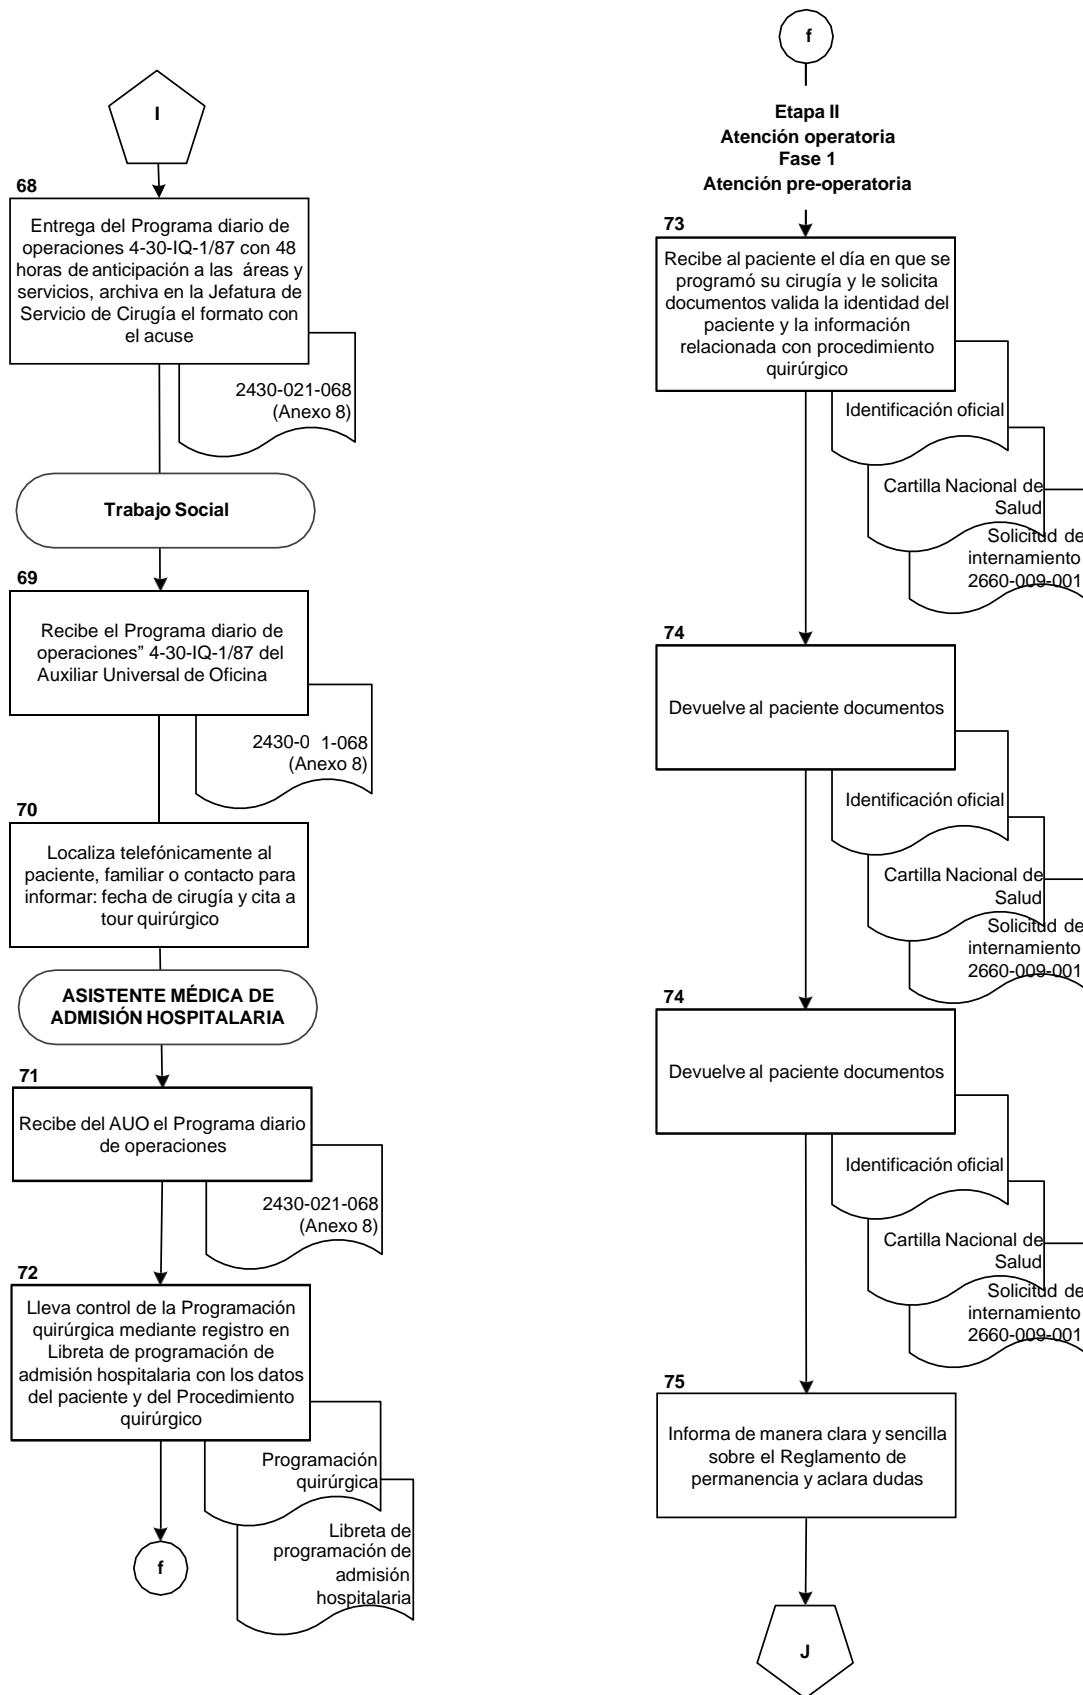 I
68
Entrega del Programa diario de
operaciones 4-30-IQ-1/87 con 48
horas de anticipación a las áreas y
servicios, archiva en la Jefatura de
Servicio de Cirugía el formato con
el acuse
2430-021-068
(Anexo 8)
Trabajo Social
69
Recibe el Programa diario de
operaciones” 4-30-IQ-1/87 del
Auxiliar Universal de Oficina
2430-0 1-068
(Anexo 8)
70
Localiza telefónicamente al
paciente, familiar o contacto para
informar: fecha de cirugía y cita a
tour quirúrgico
ASISTENTE MÉDICA DE
ADMISIÓN HOSPITALARIA
71
Recibe del AUO el Programa diario
de operaciones
2430-021-068
(Anexo 8)
72
Lleva control de la Programación
quirúrgica mediante registro en
Libreta de programación de
admisión hospitalaria con los datos
del paciente y del Procedimiento
quirúrgico
Programación
quirúrgica
Libreta de
programación de
admisión
hospitalaria
f
f
Etapa II
Atención operatoria
Fase 1
Atención pre-operatoria
73
Recibe al paciente el día en que se
programó su cirugía y le solicita
documentos valida la identidad del
paciente y la información
relacionada con procedimiento
quirúrgico
Identificación oficial
Cartilla Nacional de
Salud
Solicitud de
internamiento
2660-009-001
74
Devuelve al paciente documentos
Identificación oficial
Cartilla Nacional de
Salud
Solicitud de
internamiento
2660-009-001
74
Devuelve al paciente documentos
Identificación oficial
Cartilla Nacional de
Salud
Solicitud de
internamiento
2660-009-001
75
Informa de manera clara y sencilla
sobre el Reglamento de
permanencia y aclara dudas
J